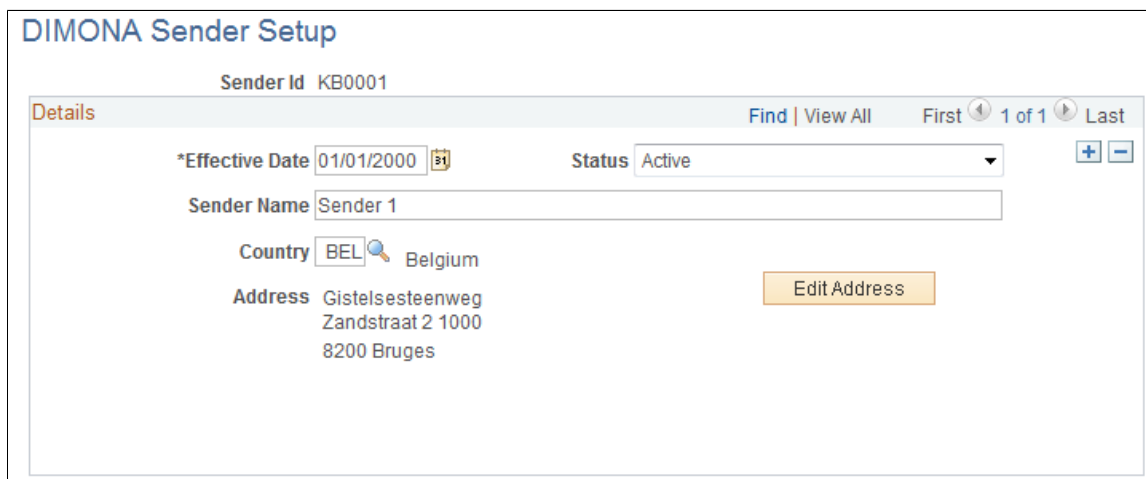 DIMONA Sender Setup
Sender Id KB0001
Details Find | View All First 1 of 1 Last
*Effective Date 01/01/2000 31 Status Active
Sender Name Sender 1
Country BEL Belgium
Address Gistelsesteenweg Edit Address
Zandstraat 2 1000
8200 Bruges